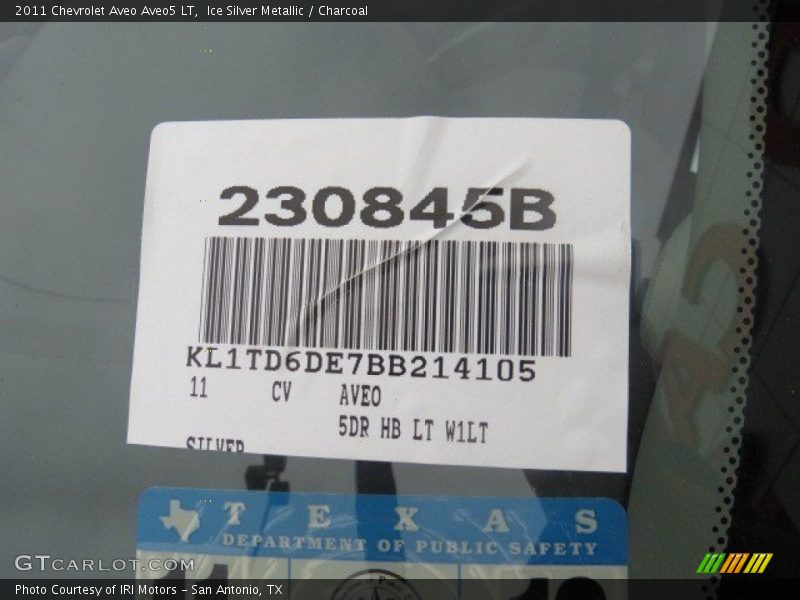 2011 Chevrolet Aveo Aveo5 LT, Ice Silver Metallic / Charcoal
230845B
KL1TD6DE7BB214105
11 CV AVEO
5DR HB LT W1LT
SILVER
TEXAS
DEPARTMENT OF PUBLIC SAFETY
GTCARLOT.COM
Photo Courtesy of IRI Motors – San Antonio, TX